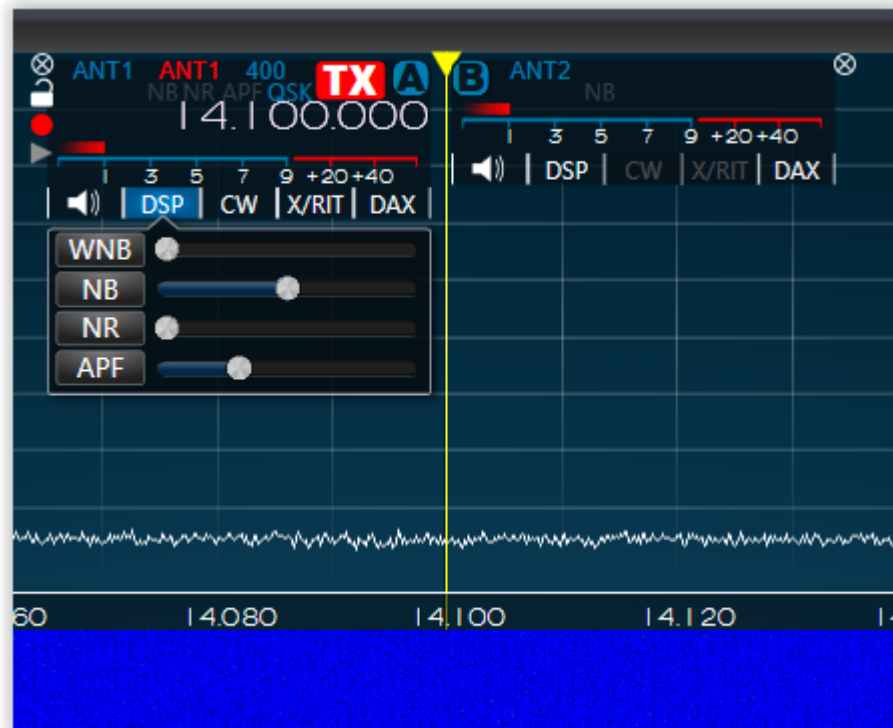 ANT1 ANT1 400 TX A B ANT2
NB NR APF QSK NB
14.100.000
1 3 5 7 9 +20 +40
1 3 5 7 9 +20 +40
DSP CW X/RIT DAX
DSP CW X/RIT DAX
WNB
NB
NR
APF
60 14.080 14.100 14.120 14